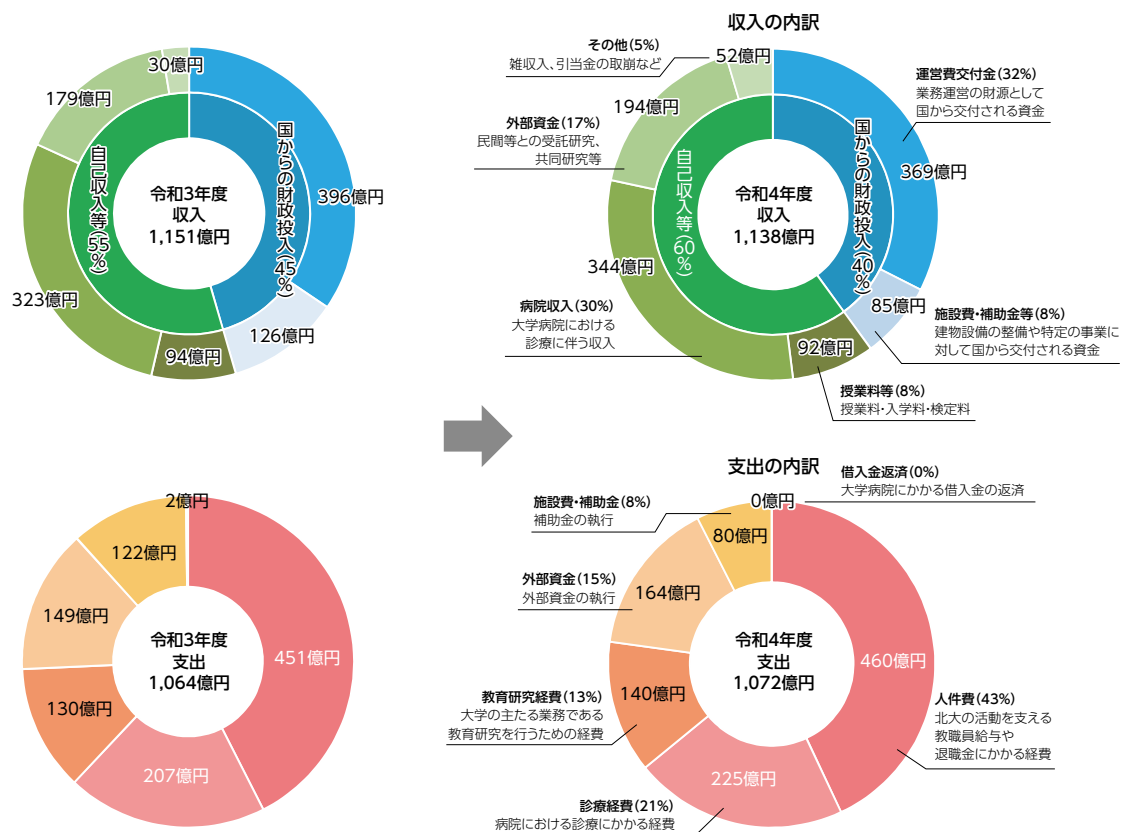 30億円
179億円
自己収入等(55%)
国からの財政投入(45%)
令和3年度
収入
1,151億円
396億円
323億円
94億円
126億円
収入の内訳
その他(5%)
雑収入、引当金の取崩など
52億円
運営費交付金(32%)
業務運営の財源として
国から交付される資金
194億円
外部資金(17%)
民間等との受託研究、
共同研究等
自己収入等(60%)
国からの財政投入(40%)
令和4年度
収入
1,138億円
369億円
344億円
病院収入(30%)
大学病院における
診療に伴う収入
85億円
施設費・補助金等(8%)
建物設備の整備や特定の事業に
対して国から交付される資金
92億円
授業料等(8%)
授業料・入学料・検定料
2億円
122億円
149億円
令和3年度
支出
1,064億円
451億円
130億円
207億円
支出の内訳
借入金返済(0%)
大学病院にかかる借入金の返済
0億円
施設費・補助金(8%)
補助金の執行
80億円
外部資金(15%)
外部資金の執行
164億円
令和4年度
支出
1,072億円
460億円
教育研究経費(13%)
大学の主たる業務である
教育研究を行うための経費
140億円
人件費(43%)
北大の活動を支える
教職員給与や
退職金にかかる経費
225億円
診療経費(21%)
病院における診療にかかる経費